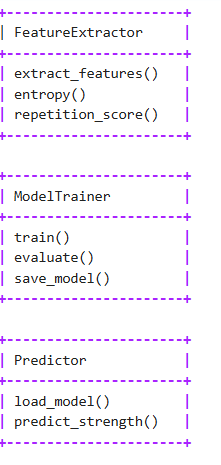 +----------------------+
| FeatureExtractor     |
+----------------------+
| extract_features()   |
| entropy()            |
| repetition_score()   |
+----------------------+
+----------------------+
| ModelTrainer         |
+----------------------+
| train()              |
| evaluate()           |
| save_model()         |
+----------------------+
+----------------------+
| Predictor            |
+----------------------+
| load_model()         |
| predict_strength()   |
+----------------------+